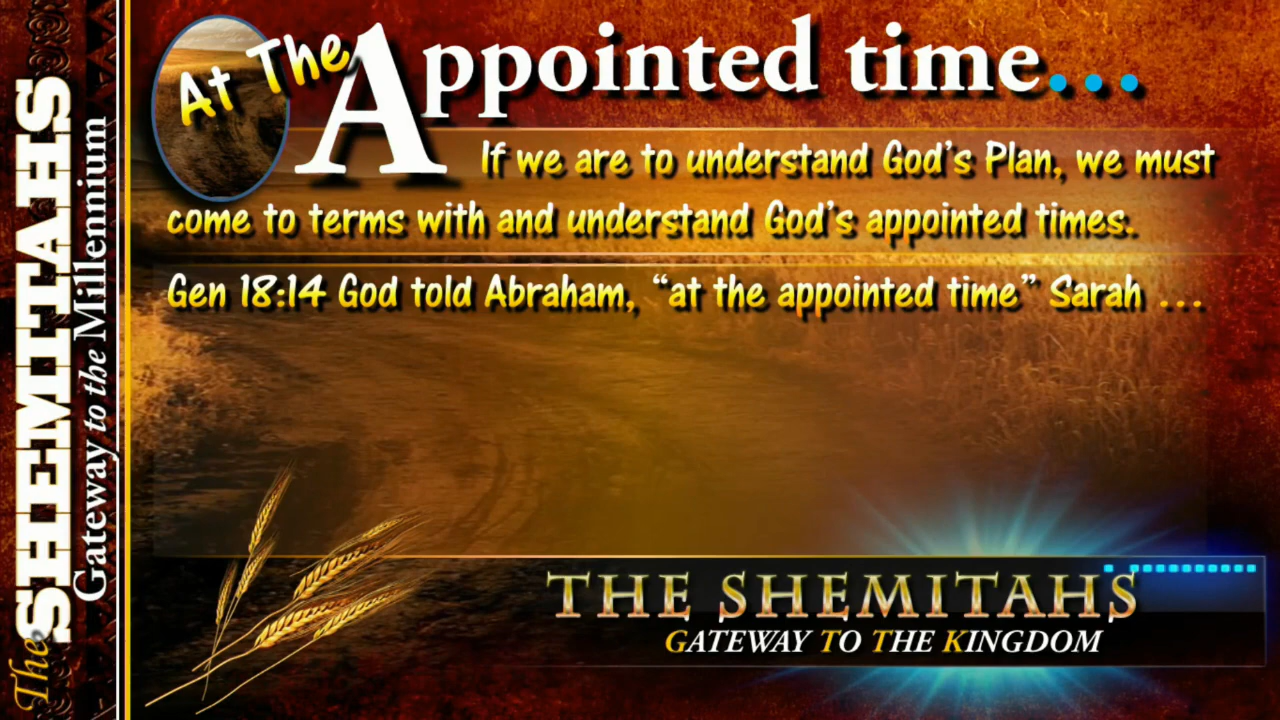 The
SHEMITAHS
Gateway to the Millennium
At The
Appointed time...
If we are to understand God's Plan, we must
come to terms with and understand God's appointed times.
Gen 18:14 God told Abraham, “at the appointed time” Sarah ...
THE SHEMITAHS
GATEWAY TO THE KINGDOM